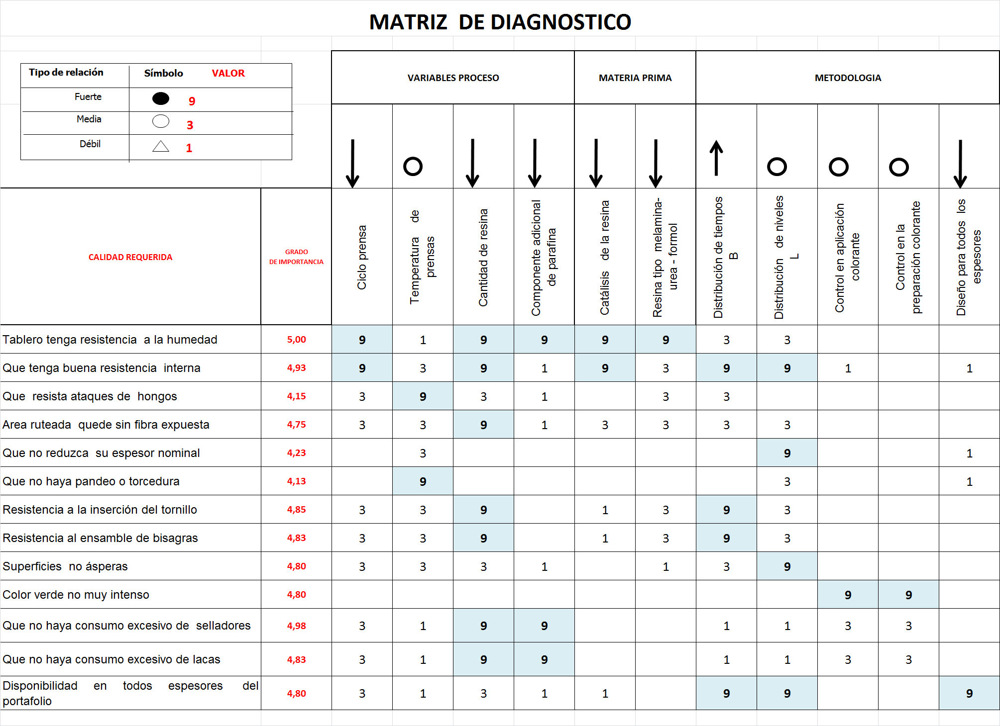 MATRIZ  DE DIAGNOSTICO
Tipo de relación Símbolo VALOR
Fuerte 9
Media 3
Débil 1
VARIABLES PROCESO MATERIA PRIMA METODOLOGIA
CALIDAD REQUERIDA
GRADO
DE IMPORTANCIA
Ciclo prensa
Temperatura de
prensas
Cantidad de resina
Componente adicional
de parafina
Catálisis de la resina
Resina tipo melamina-
urea - formol
Distribución de tiempos
B
Distribución de niveles
L
Control en aplicación
colorante
Control en la
preparación colorante
Diseño para todos los
espesores
Tablero tenga resistencia a la humedad 5,00 9 1 9 9 9 9 3 3
Que tenga buena resistencia interna 4,93 9 3 9 1 9 3 9 9 1 1
Que resista ataques de hongos 4,15 3 9 3 1 3 3
Area ruteada quede sin fibra expuesta 4,75 3 3 9 1 3 3 3 3
Que no reduzca su espesor nominal 4,23 3 9 1
Que no haya pandeo o torcedura 4,13 9 3 1
Resistencia a la inserción del tornillo 4,85 3 3 9 1 3 9 3
Resistencia al ensamble de bisagras 4,83 3 3 9 1 3 9 3
Superficies no ásperas 4,80 3 3 3 1 1 3 9
Color verde no muy intenso 4,80 9 9
Que no haya consumo excesivo de selladores 4,98 3 1 9 9 1 1 3 3
Que no haya consumo excesivo de lacas 4,83 3 1 9 9 1 1 3 3
Disponibilidad en todos espesores del
portafolio 4,80 3 1 3 1 1 9 9 9